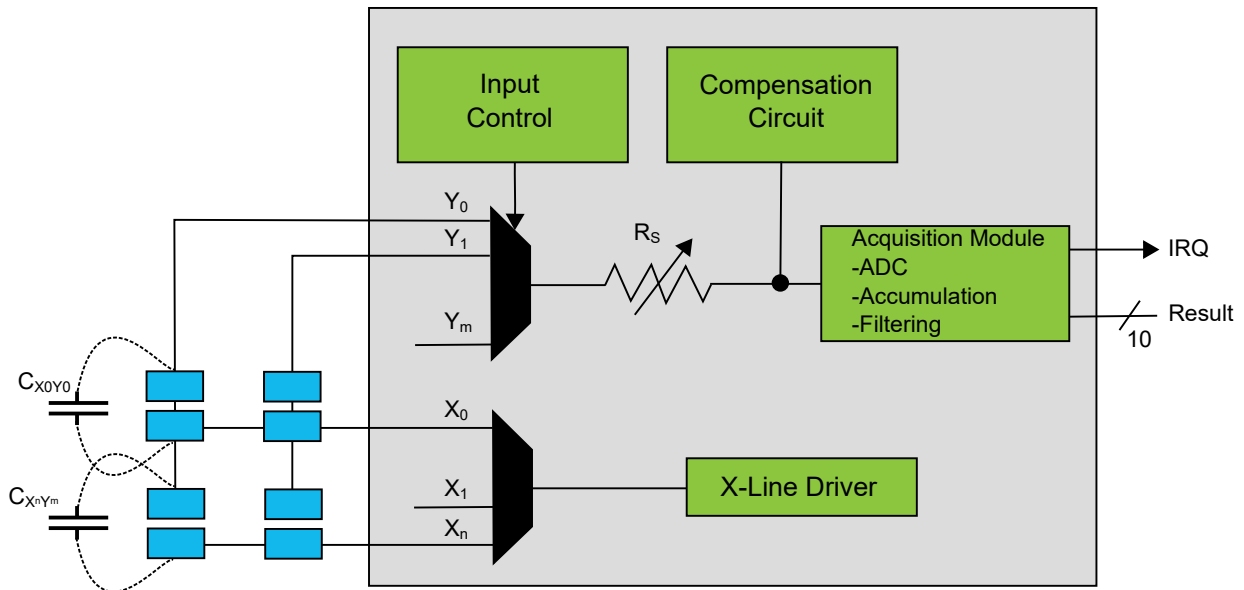 Input
Control
Compensation
Circuit
Y0
Y1
Ym
RS
Acquisition Module
-ADC
-Accumulation
-Filtering
IRQ
Result
10
CX0Y0
CXnYm
X0
X1
Xn
X-Line Driver